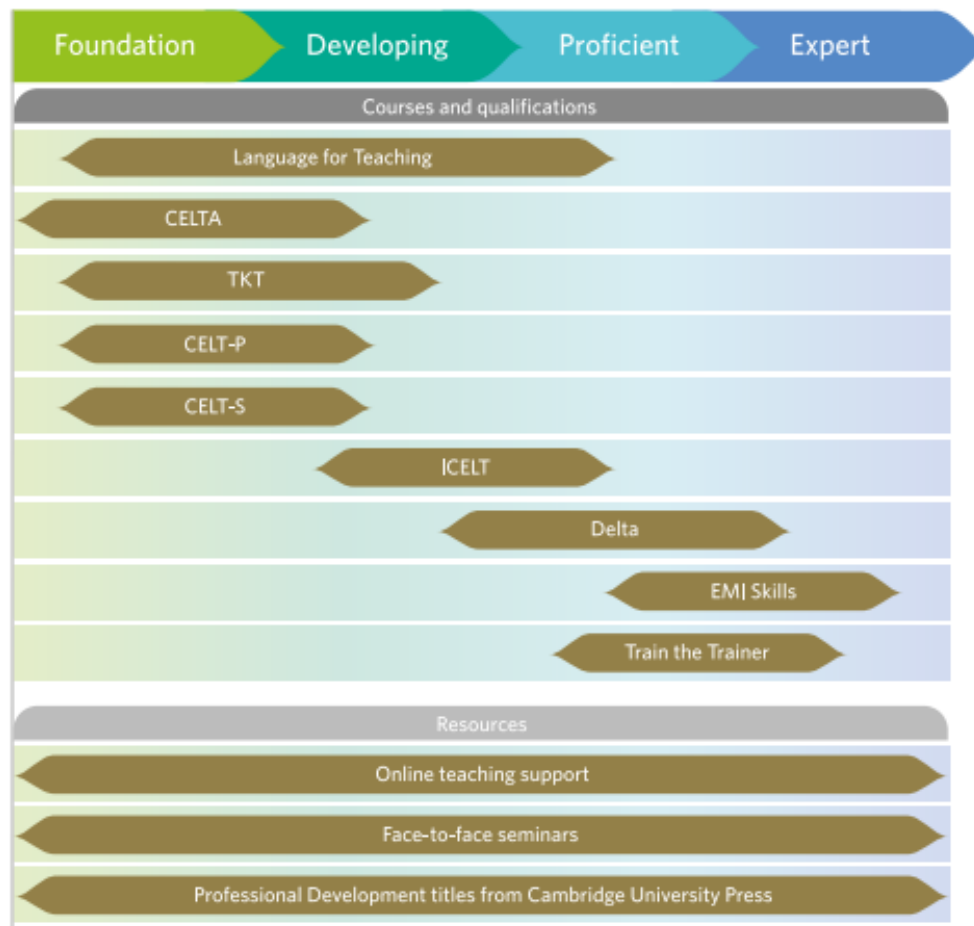 Foundation
Developing
Proficient
Expert
Courses and qualifications
Language for Teaching
CELTA
TKT
CELT-P
CELT-S
ICELT
Delta
EMI Skills
Train the Trainer
Resources
Online teaching support
Face-to-face seminars
Professional Development titles from Cambridge University Press